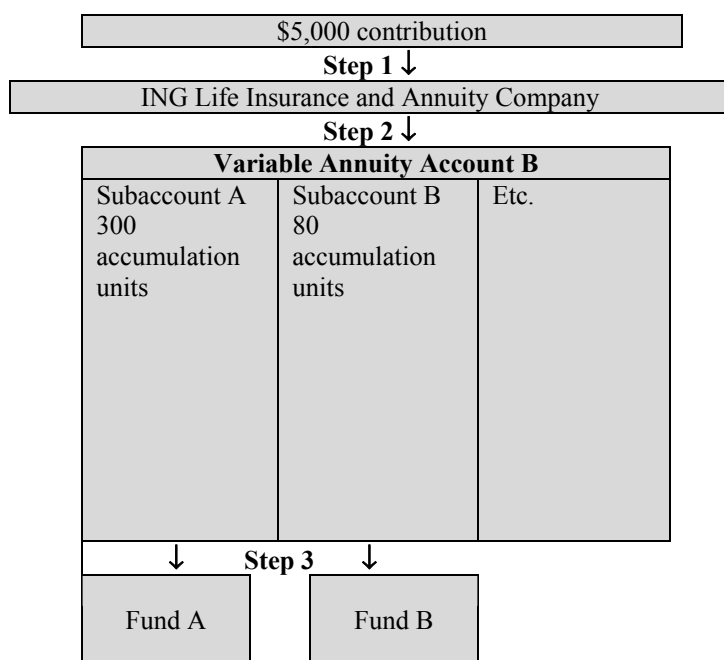 $5,000 contribution
Step 1 ↓
ING Life Insurance and Annuity Company
Step 2 ↓
Variable Annuity Account B
Subaccount A
300
accumulation
units
Subaccount B
80
accumulation
units
Etc.
↓ Step 3 ↓
Fund A
Fund B